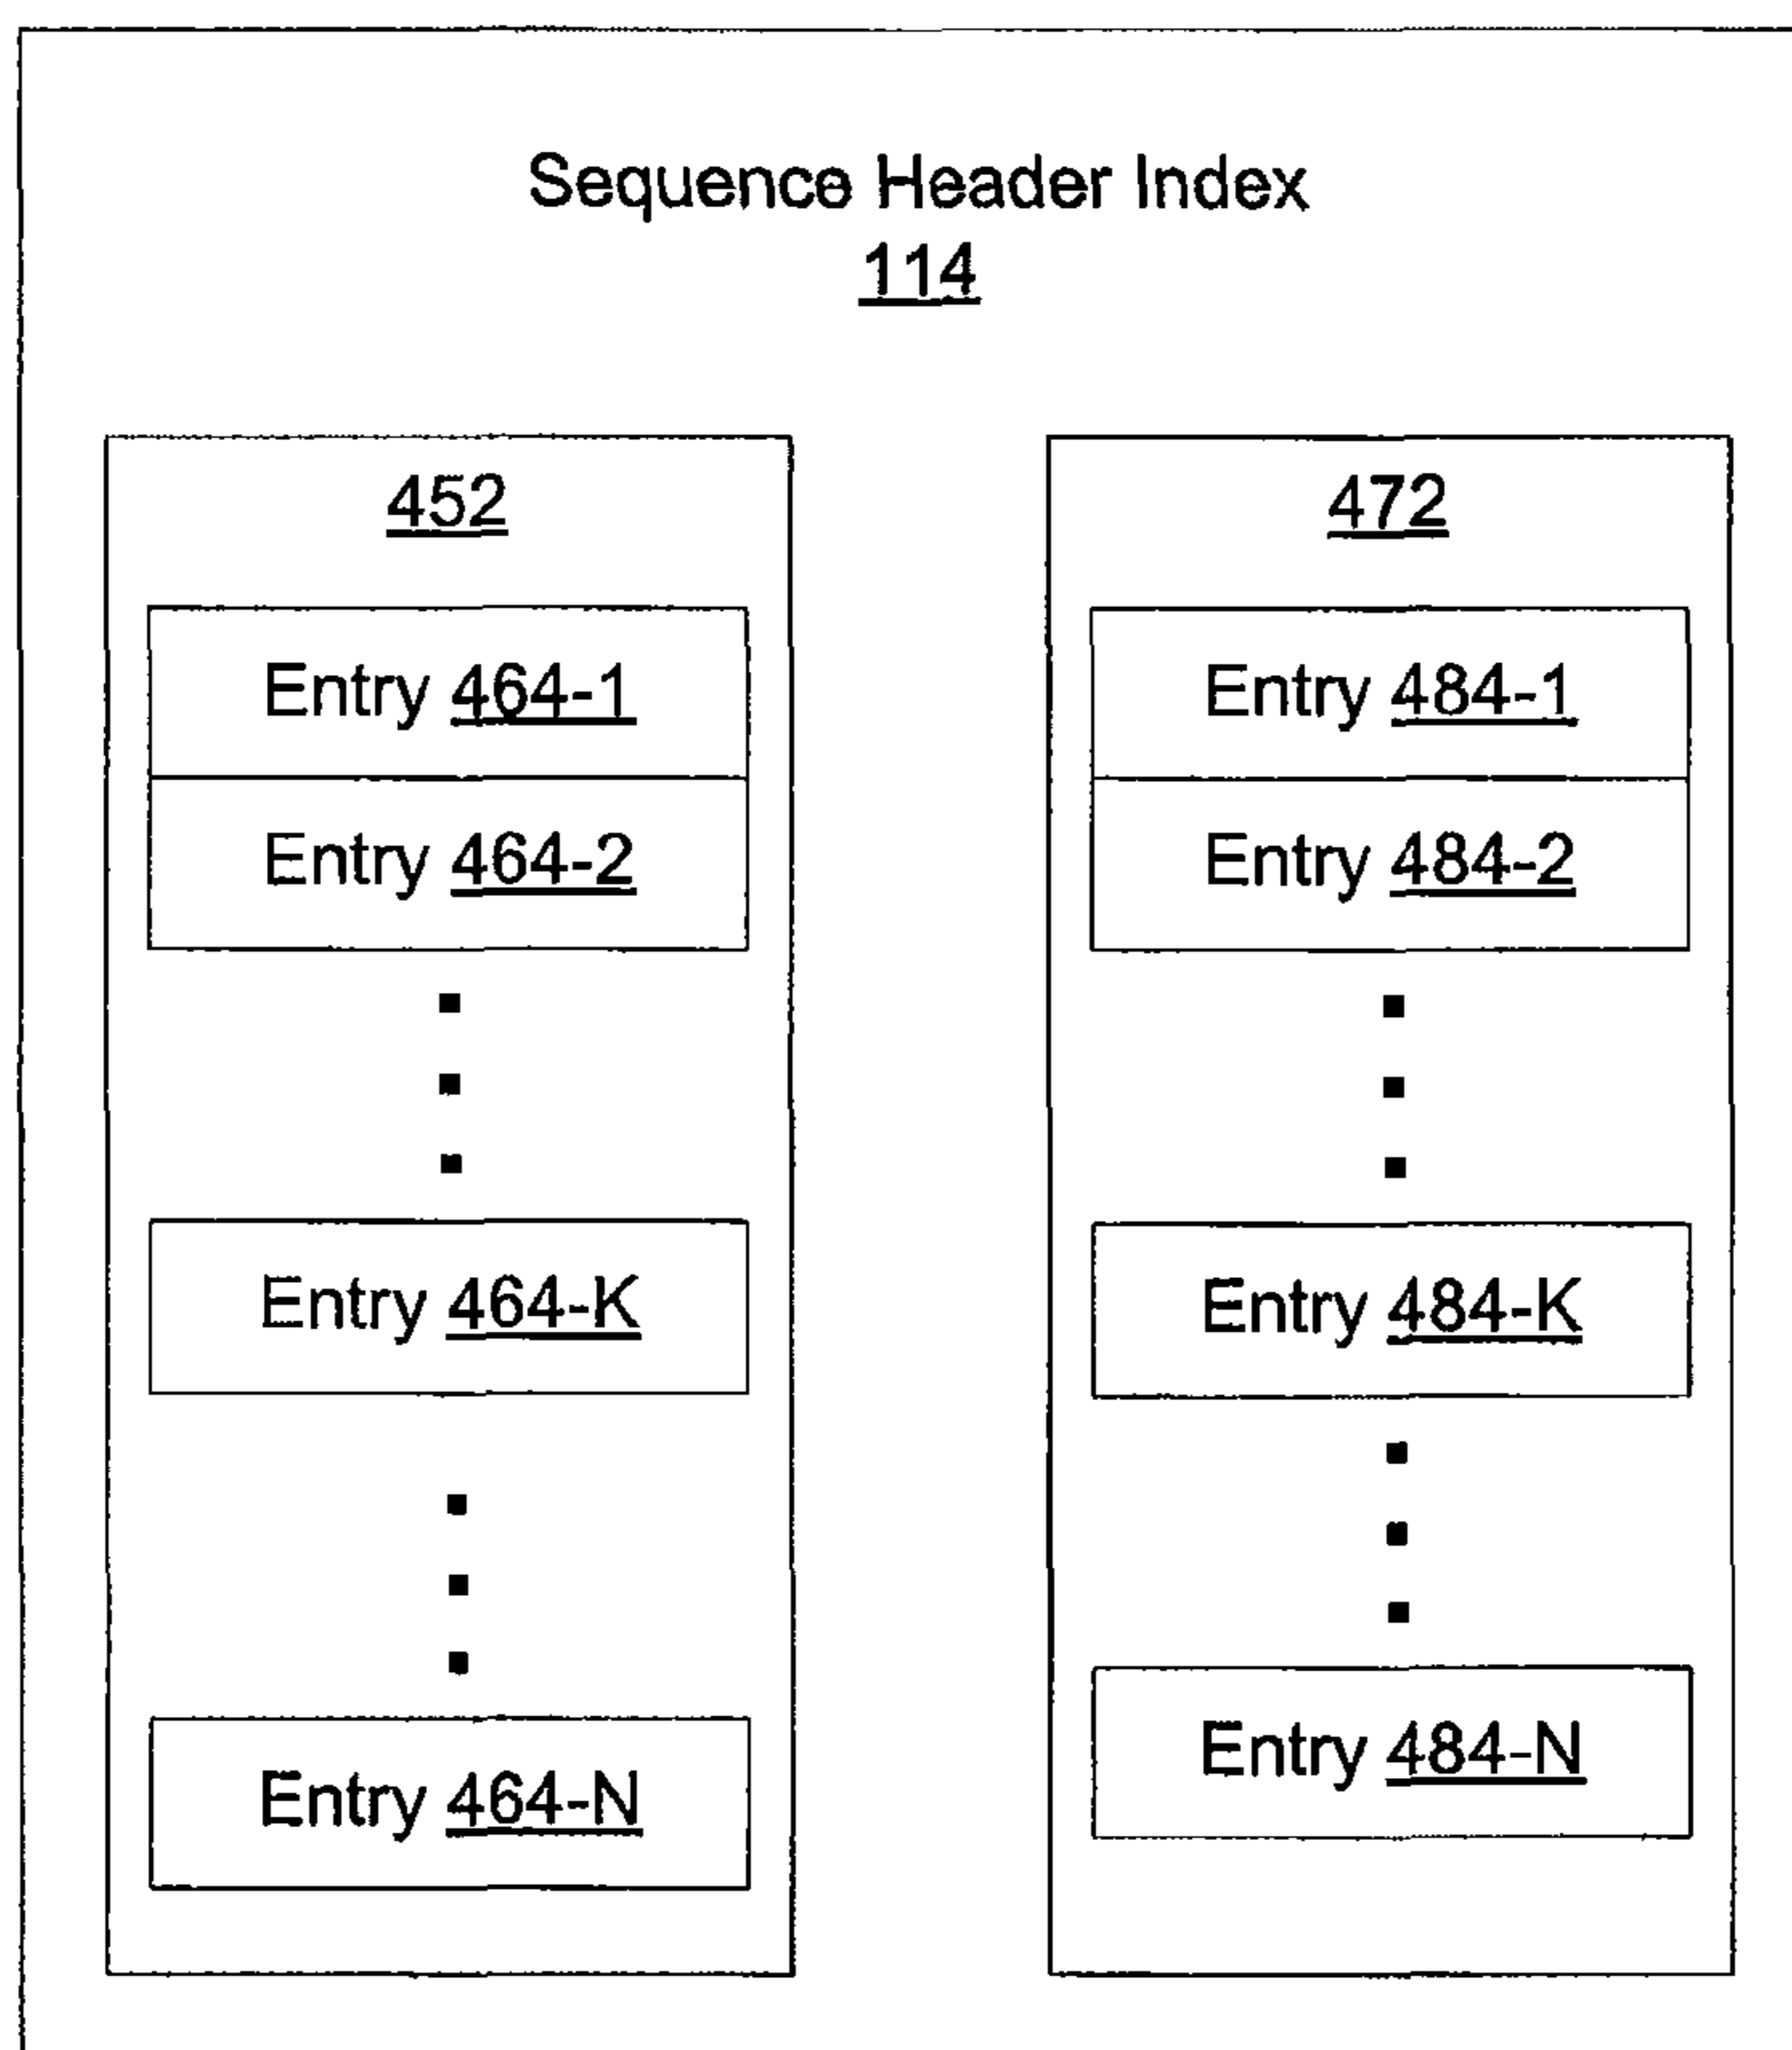 Sequence Header Index
114
452
Entry 464-1
Entry 464-2
Entry 464-K
Entry 464-N
472
Entry 484-1
Entry 484-2
Entry 484-K
Entry 484-N